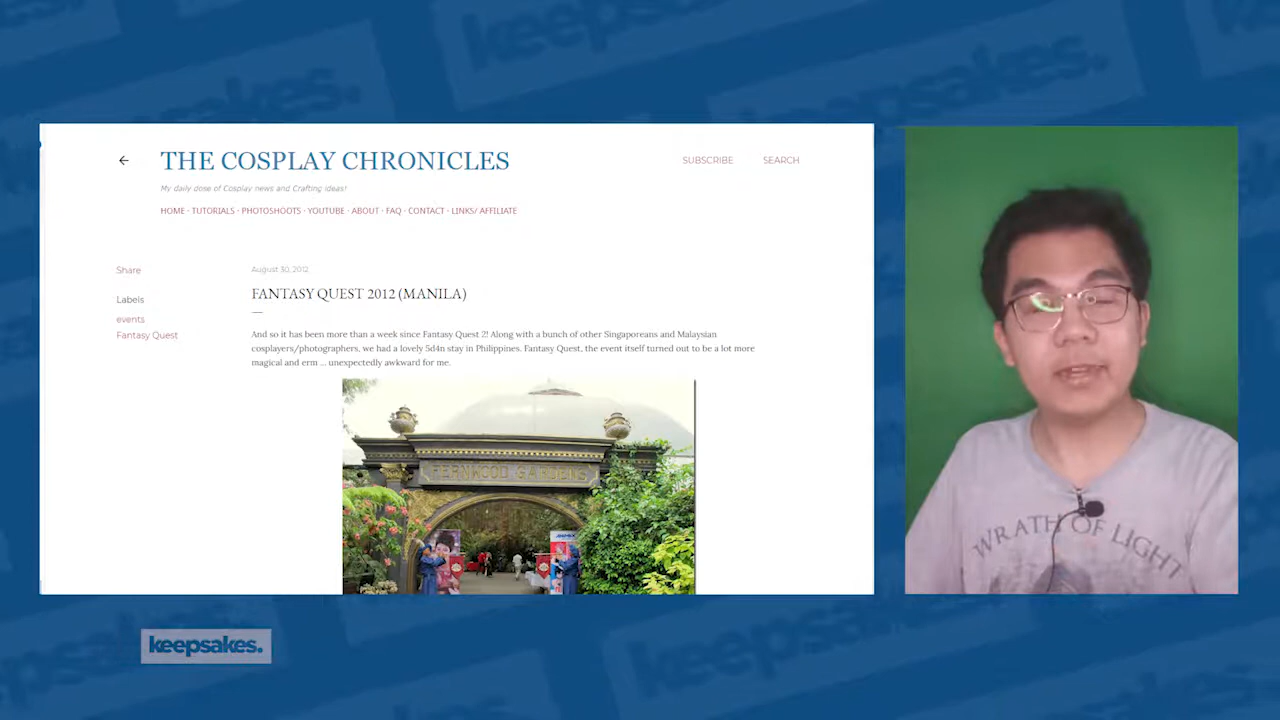 THE COSPLAY CHRONICLES
SUBSCRIBE
SEARCH
My daily dose of Cosplay news and Crafting ideas!
HOME · TUTORIALS · PHOTOSHOOTS · YOUTUBE · ABOUT · FAQ · CONTACT · LINKS/ AFFILIATE
Share
Labels
events
Fantasy Quest
August 30, 2012
FANTASY QUEST 2012 (MANILA)
And so it has been more than a week since Fantasy Quest 2! Along with a bunch of other Singaporeans and Malaysian
cosplayers/photographers, we had a lovely 5d4n stay in Philippines. Fantasy Quest, the event itself turned out to be a lot more
magical and erm ... unexpectedly awkward for me.
FERNWOOD GARDENS
WRATH OF LIGHT
keepsakes.